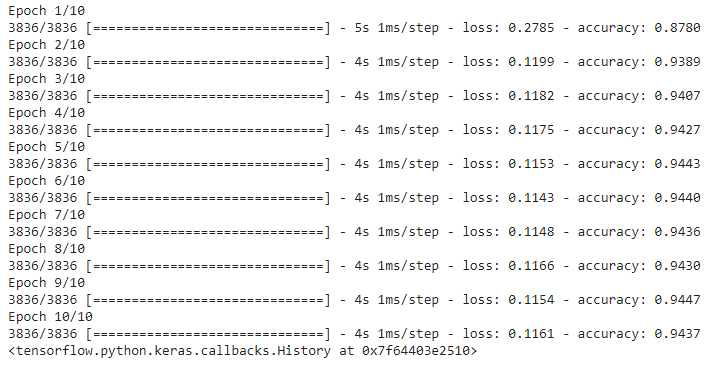 Epoch 1/10
3836/3836 [==============================] - 5s 1ms/step - loss: 0.2785 - accuracy: 0.8780
Epoch 2/10
3836/3836 [==============================] - 4s 1ms/step - loss: 0.1199 - accuracy: 0.9389
Epoch 3/10
3836/3836 [==============================] - 4s 1ms/step - loss: 0.1182 - accuracy: 0.9407
Epoch 4/10
3836/3836 [==============================] - 4s 1ms/step - loss: 0.1175 - accuracy: 0.9427
Epoch 5/10
3836/3836 [==============================] - 4s 1ms/step - loss: 0.1153 - accuracy: 0.9443
Epoch 6/10
3836/3836 [==============================] - 4s 1ms/step - loss: 0.1143 - accuracy: 0.9440
Epoch 7/10
3836/3836 [==============================] - 4s 1ms/step - loss: 0.1148 - accuracy: 0.9436
Epoch 8/10
3836/3836 [==============================] - 4s 1ms/step - loss: 0.1166 - accuracy: 0.9430
Epoch 9/10
3836/3836 [==============================] - 4s 1ms/step - loss: 0.1154 - accuracy: 0.9447
Epoch 10/10
3836/3836 [==============================] - 4s 1ms/step - loss: 0.1161 - accuracy: 0.9437
<tensorflow.python.keras.callbacks.History at 0x7f64403e2510>